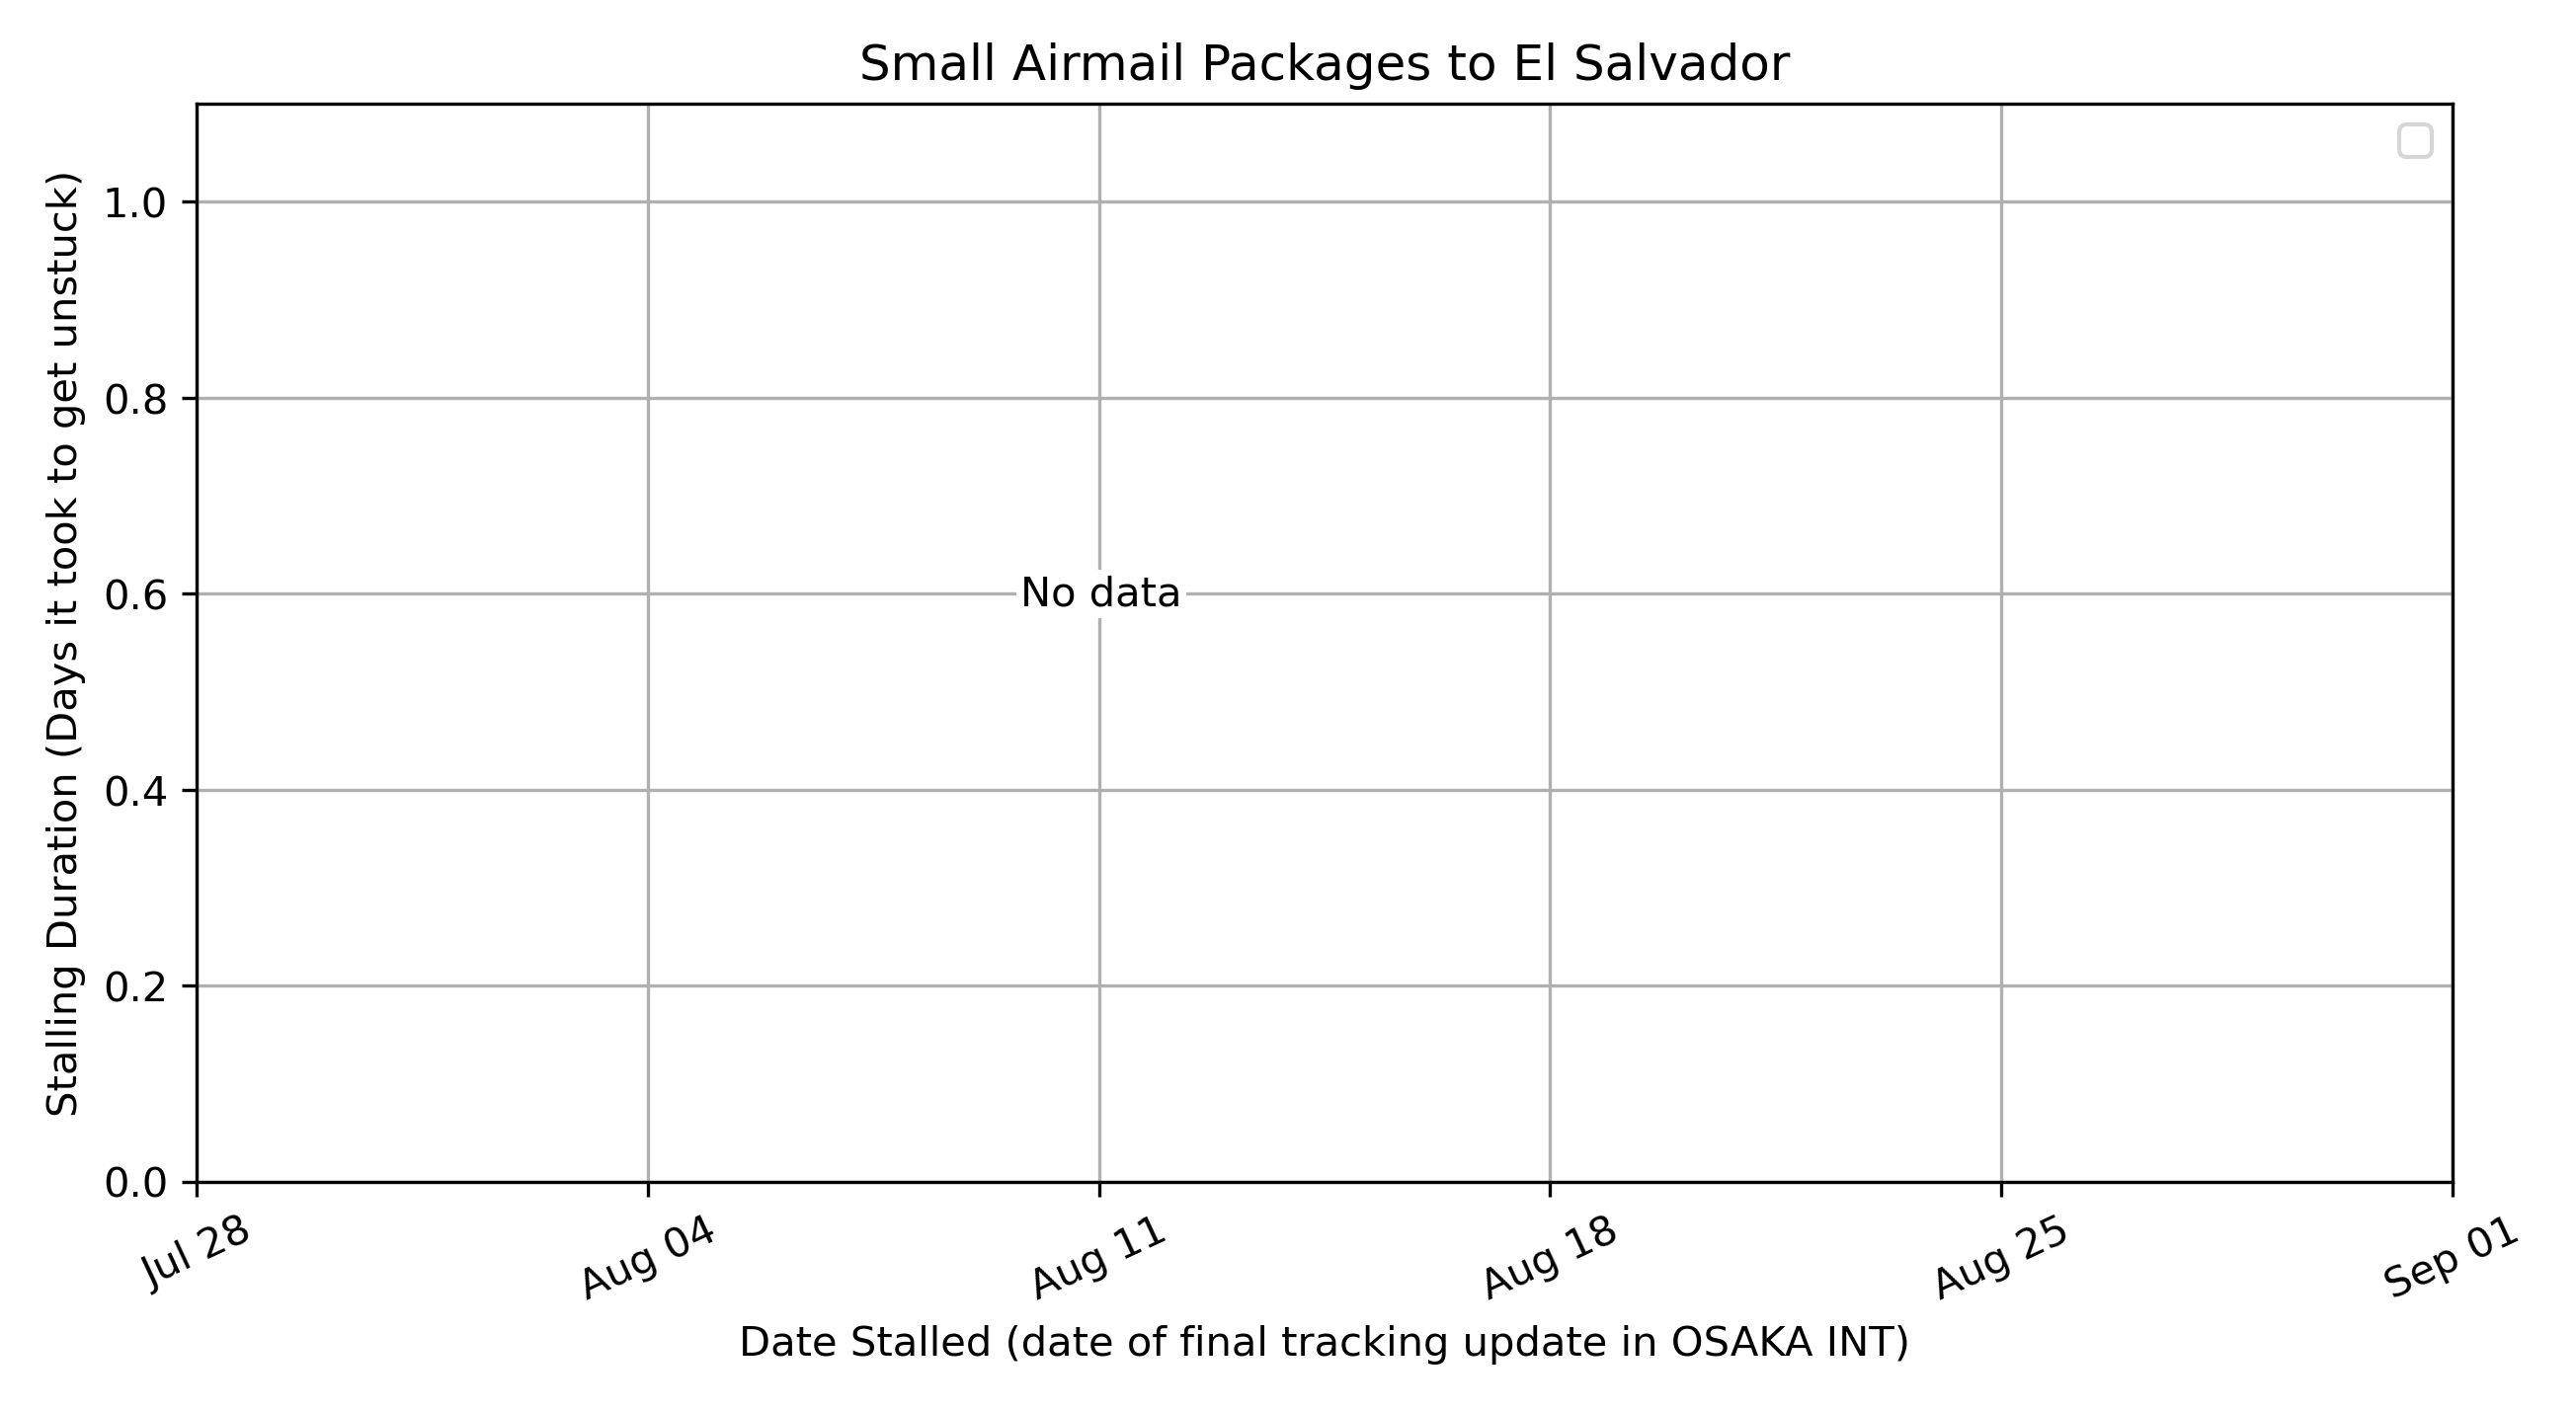 Small Airmail Packages to El Salvador
Stalling Duration (Days it took to get unstuck)
1.0
0.8
0.6
0.4
0.2
0.0
No data
Jul 28
Aug 04
Aug 11
Aug 18
Aug 25
Sep 01
Date Stalled (date of final tracking update in OSAKA INT)